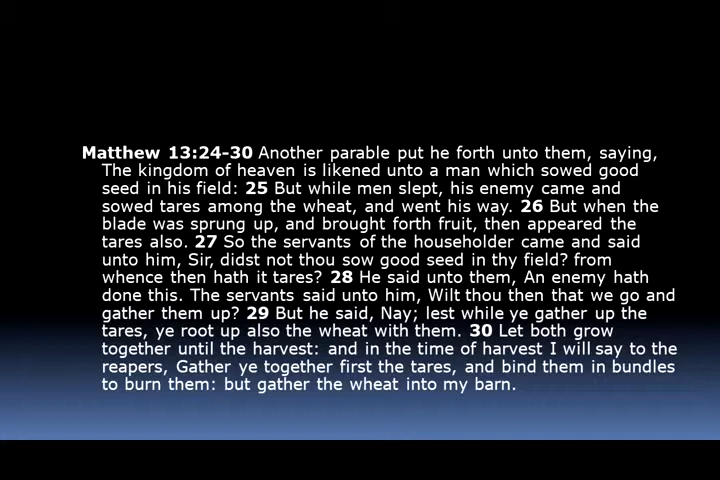 Matthew 13:24-30 Another parable put he forth unto them, saying,
The kingdom of heaven is likened unto a man which sowed good
seed in his field: 25 But while men slept, his enemy came and
sowed tares among the wheat, and went his way. 26 But when the
blade was sprung up, and brought forth fruit, then appeared the
tares also. 27 So the servants of the householder came and said
unto him, Sir, didst not thou sow good seed in thy field? from
whence then hath it tares? 28 He said unto them, An enemy hath
done this. The servants said unto him, Wilt thou then that we go and
gather them up? 29 But he said, Nay; lest while ye gather up the
tares, ye root up also the wheat with them. 30 Let both grow
together until the harvest: and in the time of harvest I will say to the
reapers, Gather ye together first the tares, and bind them in bundles
to burn them: but gather the wheat into my barn.